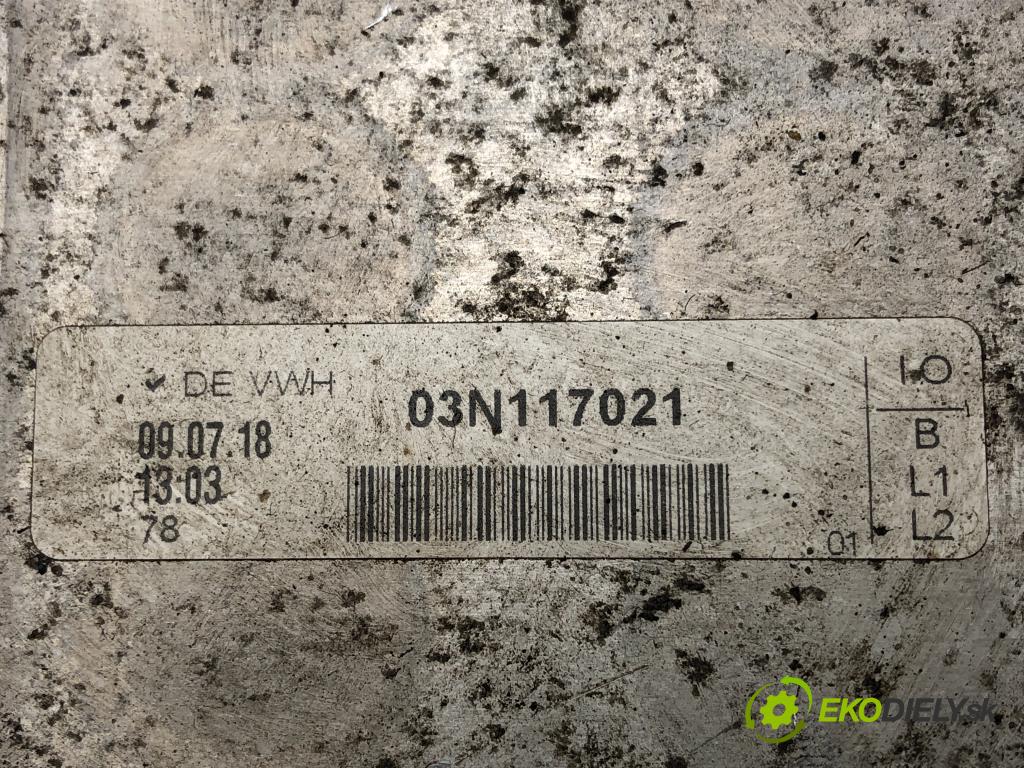 DE VWH
03N117021
09.07.18
13:03
78
I-O
B
L1
L2
01
EKODIELY.sk